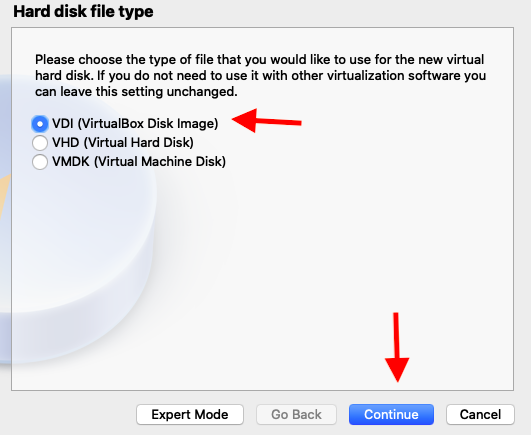 Hard disk file type
Please choose the type of file that you would like to use for the new virtual
hard disk. If you do not need to use it with other virtualization software you
can leave this setting unchanged.
VDI (VirtualBox Disk Image)
VHD (Virtual Hard Disk)
VMDK (Virtual Machine Disk)
Expert Mode
Go Back
Continue
Cancel